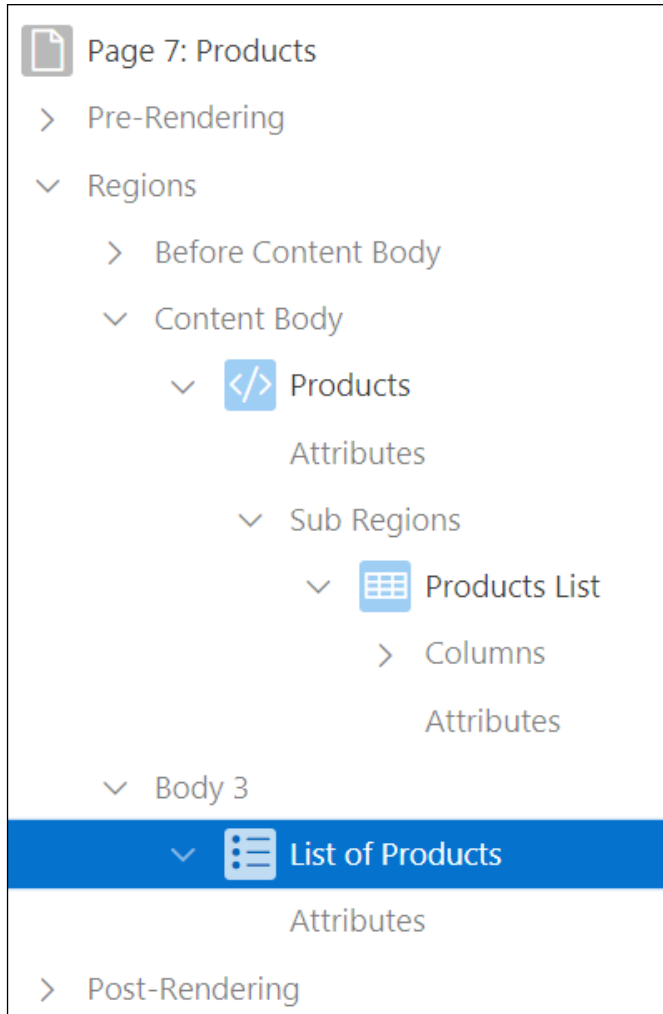 Page 7: Products
Pre-Rendering
Regions
Before Content Body
Content Body
Products
Attributes
Sub Regions
Products List
Columns
Attributes
Body 3
List of Products
Attributes
Post-Rendering